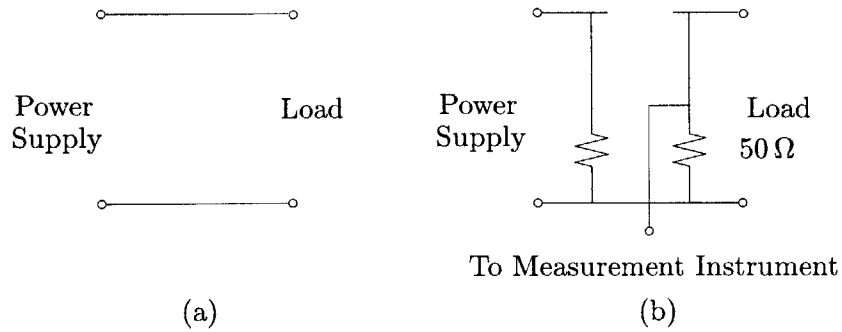 Power
Supply
Load
(a)
Power
Supply
Load
50 Ω
To Measurement Instrument
(b)